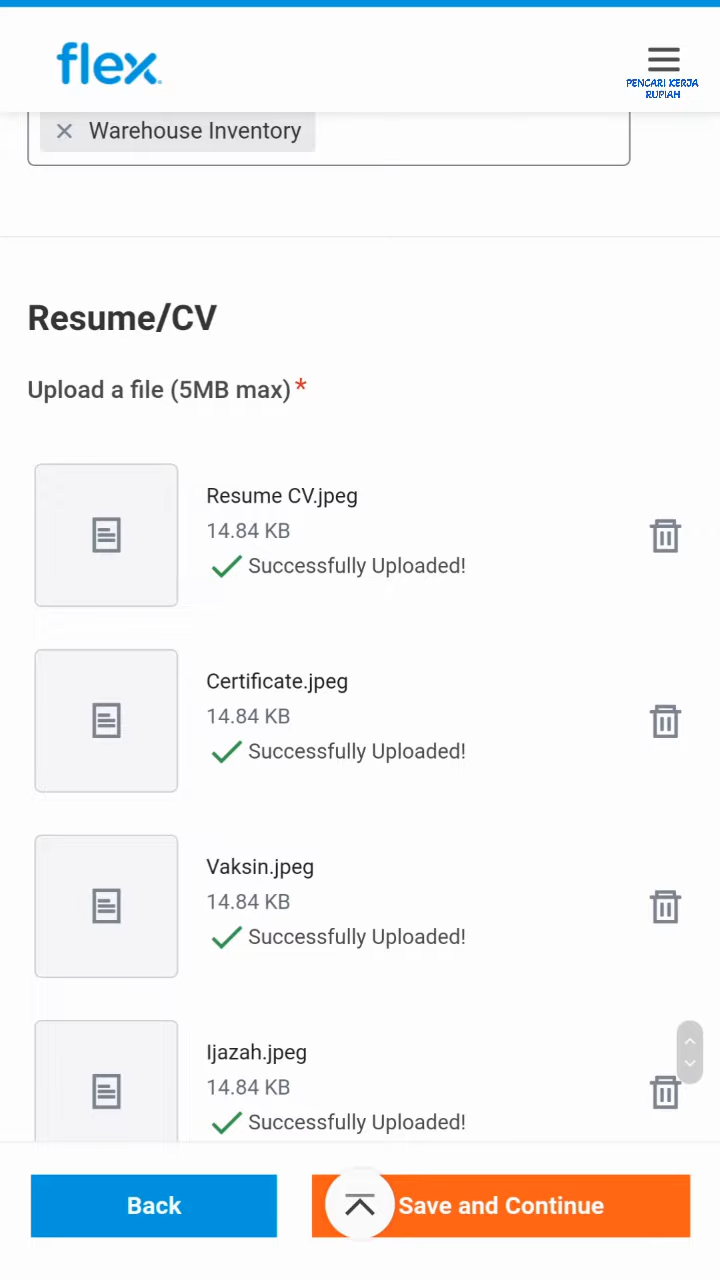 flex
PENCARI KERJA
RUPIAH
Warehouse Inventory
Resume/CV
Upload a file (5MB max)*
Resume CV.jpeg
14.84 KB
Successfully Uploaded!
Certificate.jpeg
14.84 KB
Successfully Uploaded!
Vaksin.jpeg
14.84 KB
Successfully Uploaded!
Ijazah.jpeg
14.84 KB
Successfully Uploaded!
Back
Save and Continue